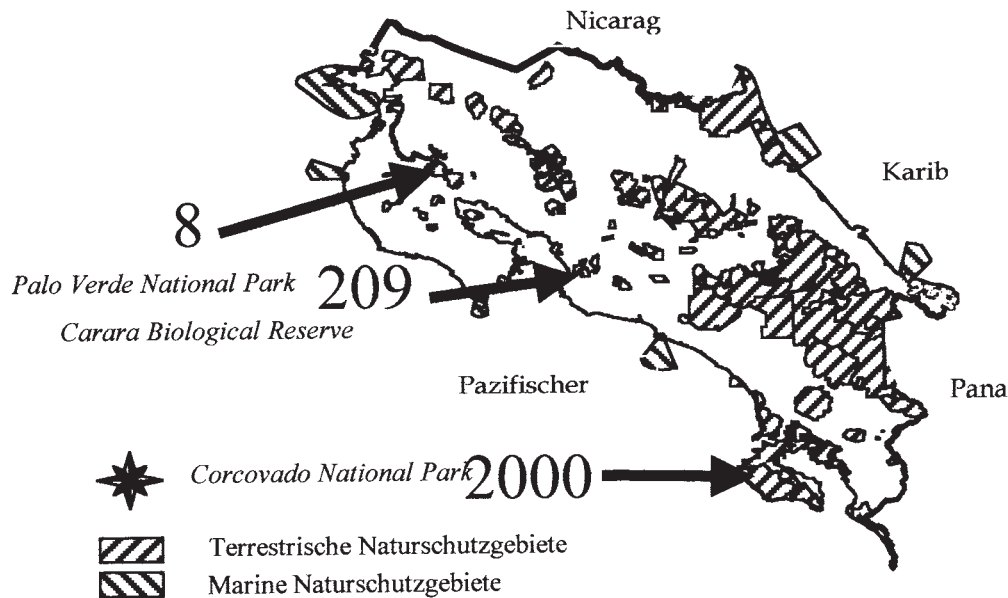 Nicarag
Karib
8
Palo Verde National Park
209
Carara Biological Reserve
Pazifischer
Pana
Corcovado National Park
2000
Terrestrische Naturschutzgebiete
Marine Naturschutzgebiete